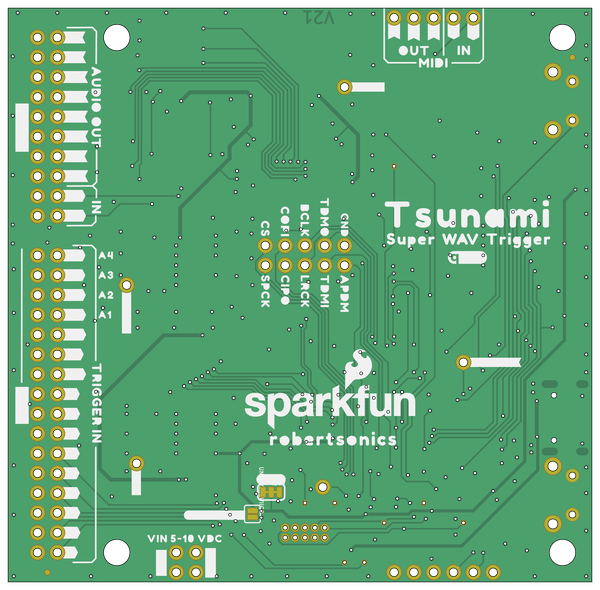 V21
OUT IN
MIDI
AUDIO OUT
IN
Tsunami
Super WAV Trigger
CS COPI BCLK TDMO GND
SPCK CIPO LRCK TDMI APDM
A4
A3
A2
A1
TRIGGER IN
sparkfun
robertsonics
VIN 5-10 VDC